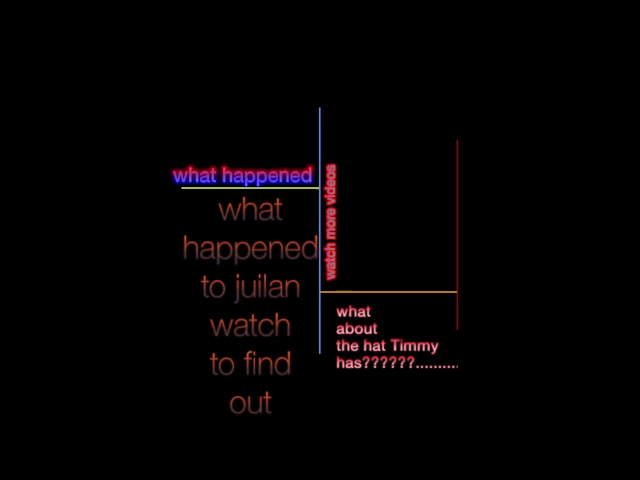 what happened
what
happened
to juilan
watch
to find
out
watch more videos
what
about
the hat Timmy
has??????..........